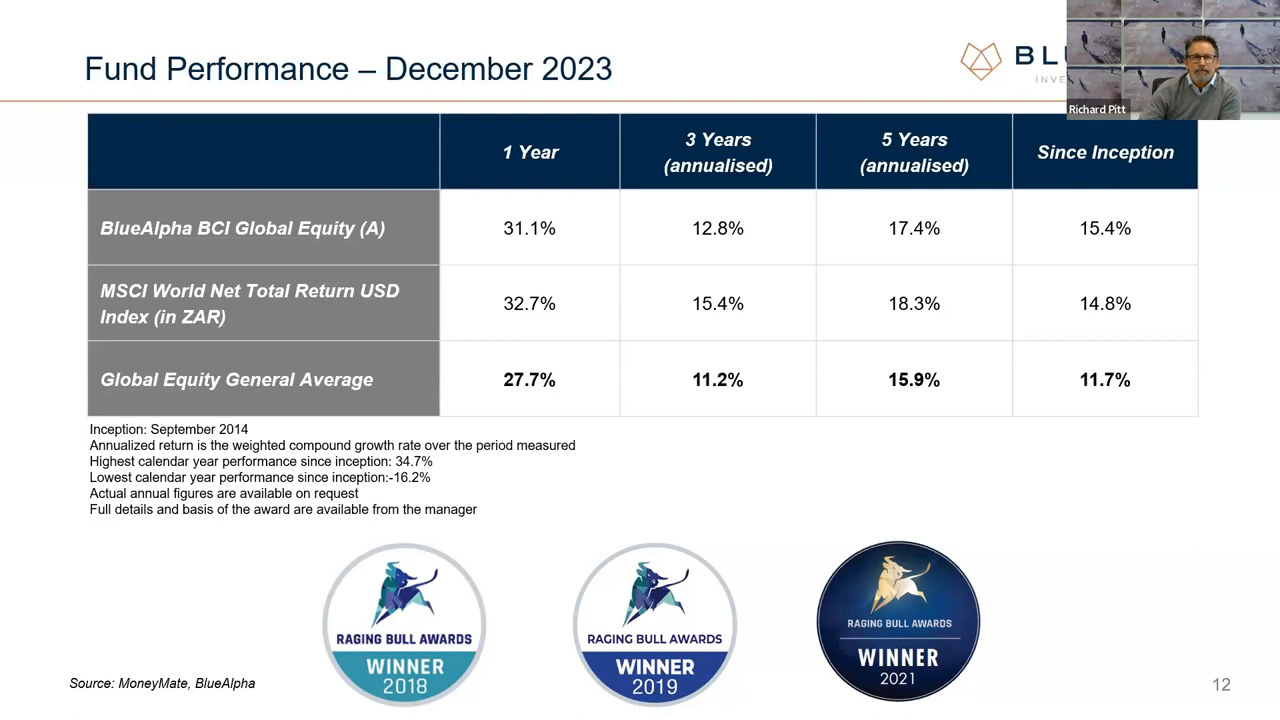 Fund Performance – December 2023
BLU
INVE
Richard Pitt
1 Year
3 Years
(annualised)
5 Years
(annualised)
Since Inception
BlueAlpha BCI Global Equity (A)
31.1%
12.8%
17.4%
15.4%
MSCI World Net Total Return USD
Index (in ZAR)
32.7%
15.4%
18.3%
14.8%
Global Equity General Average
27.7%
11.2%
15.9%
11.7%
Inception: September 2014
Annualized return is the weighted compound growth rate over the period measured
Highest calendar year performance since inception: 34.7%
Lowest calendar year performance since inception:-16.2%
Actual annual figures are available on request
Full details and basis of the award are available from the manager
RAGING BULL AWARDS
WINNER
2018
RAGING BULL AWARDS
WINNER
2019
RAGING BULL AWARDS
WINNER
2021
Source: MoneyMate, BlueAlpha
12